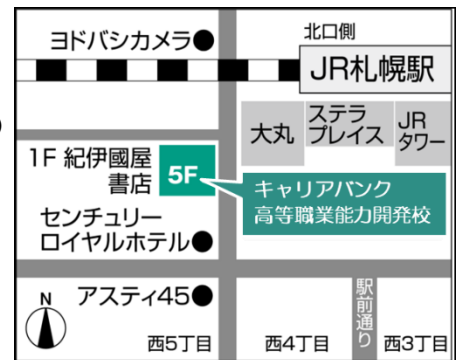 ヨドバシカメラ●
北口側
JR札幌駅
大丸
ステラ
プレイス
JR
タワー
1F 紀伊國屋
書店
5F
キャリアバンク
高等職業能力開発校
センチュリー
ロイヤルホテル●
N
アスティ45●
西5丁目
西4丁目
駅前通り
西3丁目